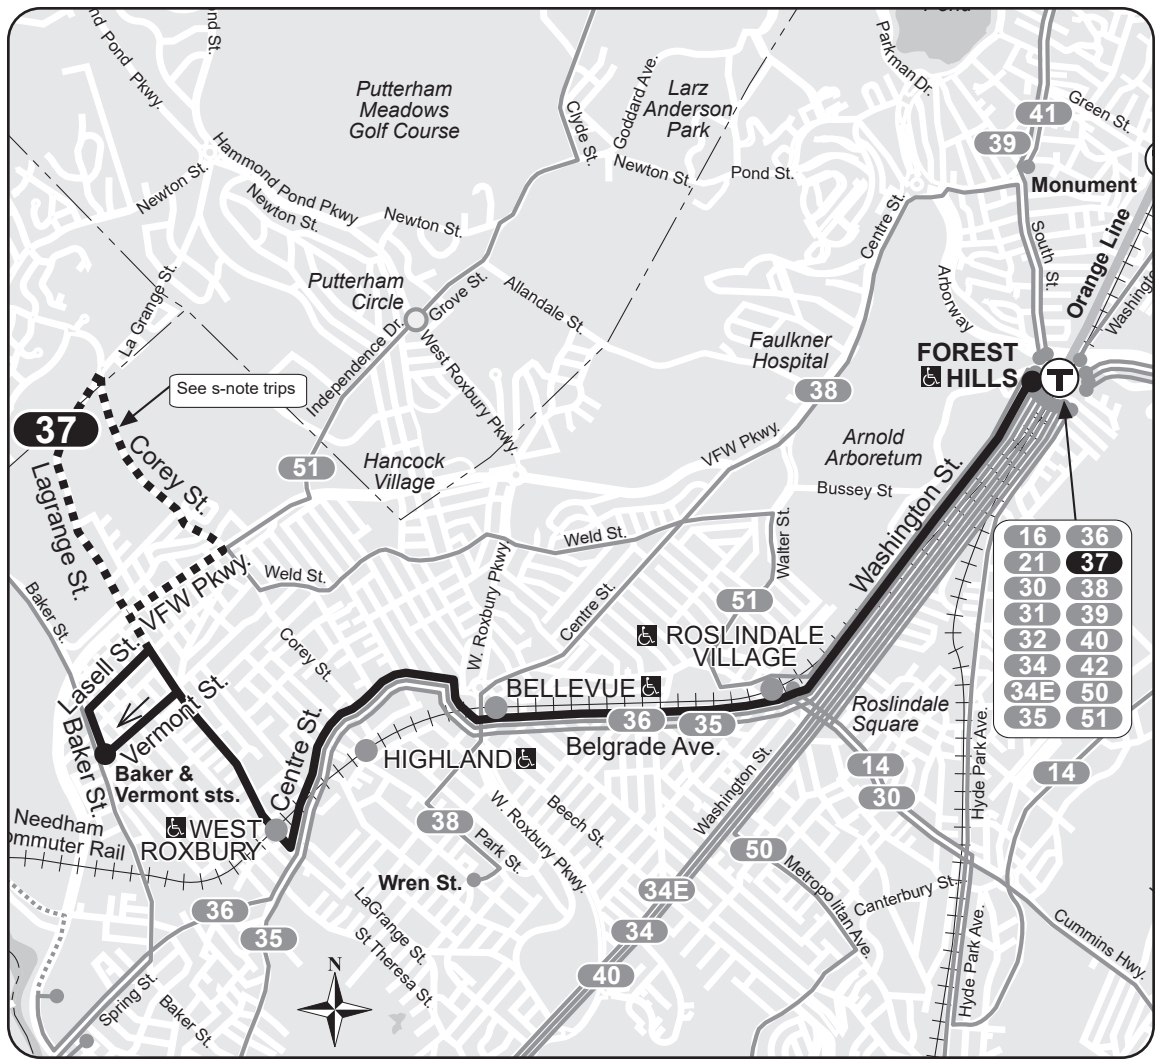 nd Pond Pkwy.
nd St.
Putterham
Meadows
Golf Course
Clyde St.
Goddard Ave.
Larz
Anderson
Park
Parkman Dr.
Pond
41
Green St.
39
Monument
Newton St.
Hammond Pond Pkwy
Newton St.
Newton St.
Newton St.
Pond St.
Centre St.
South St.
Orange Line
Washington
Arborway
La Grange St.
Putterham
Circle
Grove St.
Allandale St.
Independence Dr.
West Roxbury Pkwy.
Faulkner
Hospital
38
FOREST
HILLS
T
See s-note trips
37
Corey St.
Lagrange St.
51
Hancock
Village
VFW Pkwy.
Arnold
Arboretum
Bussey St
Washington St.
16 36
21 37
30 38
31 39
32 40
34 42
34E 50
35 51
Weld St.
Weld St.
Walter St.
51
W. Roxbury Pkwy.
Centre St.
VFW Pkwy.
Baker St.
Corey St.
ROSLINDALE
VILLAGE
Lasell St.
Vermont St.
Baker St.
Baker &
Vermont sts.
BELLEVUE
36
35
Belgrade Ave.
Roslindale
Square
Hyde Park Ave.
Centre St.
HIGHLAND
14
30
14
Washington St.
Needham
ommuter Rail
WEST
ROXBURY
38
Park St.
Wren St.
W. Roxbury Pkwy.
Beech St.
50
Metropolitan Ave.
Canterbury St.
34E
34
40
36
35
LaGrange St.
St Theresa St.
Hyde Park Ave.
Cummins Hwy.
N
Spring St.
Baker St.